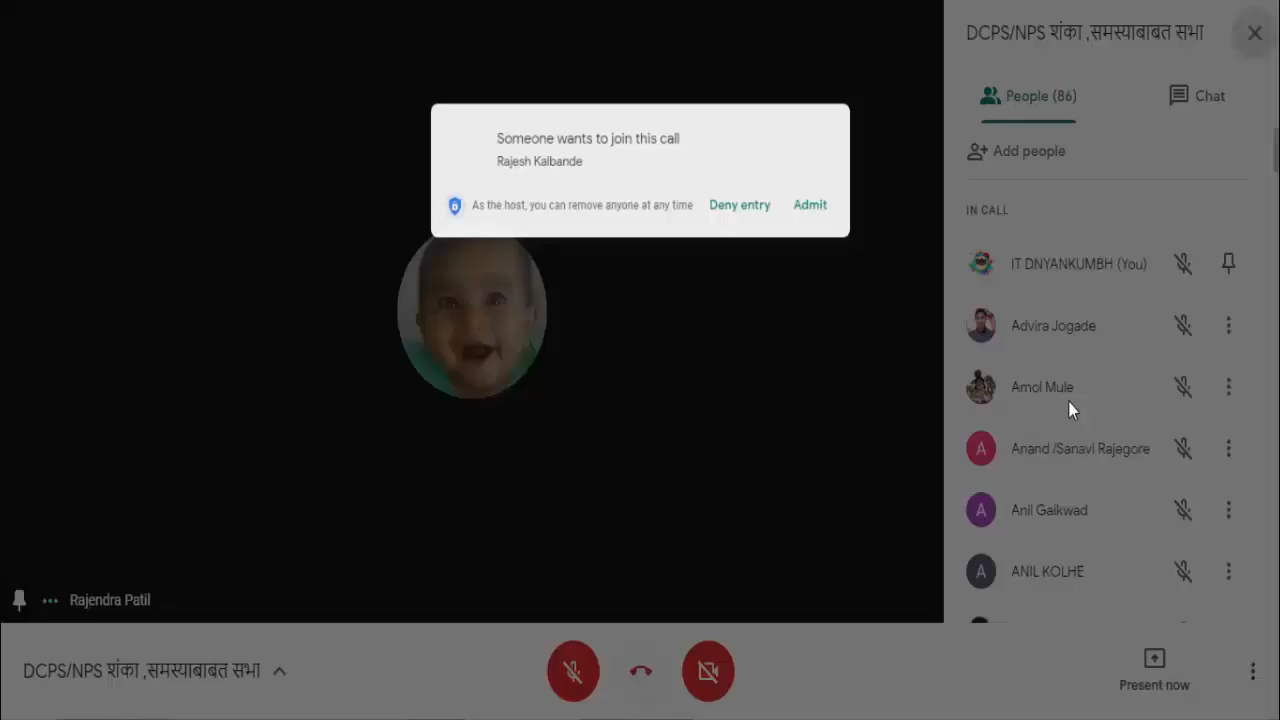 DCPS/NPS शंका ,समस्याबाबत सभा
People (86)
Chat
Add people
IN CALL
IT DNYANKUMBH (You)
Advira Jogade
Amol Mule
A Anand /Sanavi Rajegore
A Anil Gaikwad
A ANIL KOLHE
Someone wants to join this call
Rajesh Kalbande
As the host, you can remove anyone at any time Deny entry Admit
Rajendra Patil
DCPS/NPS शंका ,समस्याबाबत सभा
Present now